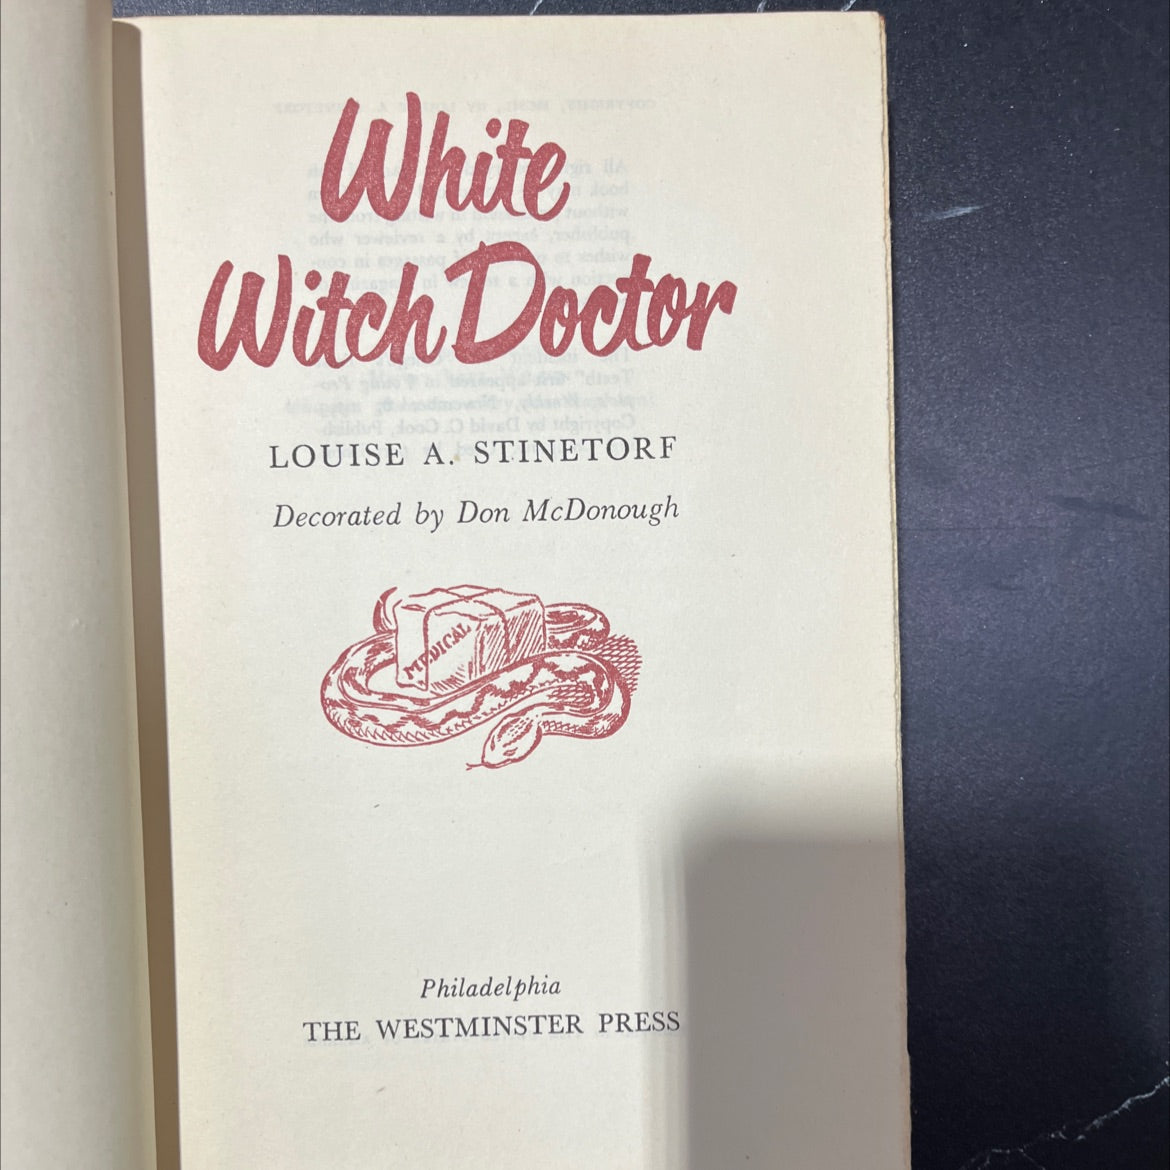 White
Witch Doctor
LOUISE A. STINETORF
Decorated by Don McDonough
MEDICAL
Philadelphia
THE WESTMINSTER PRESS